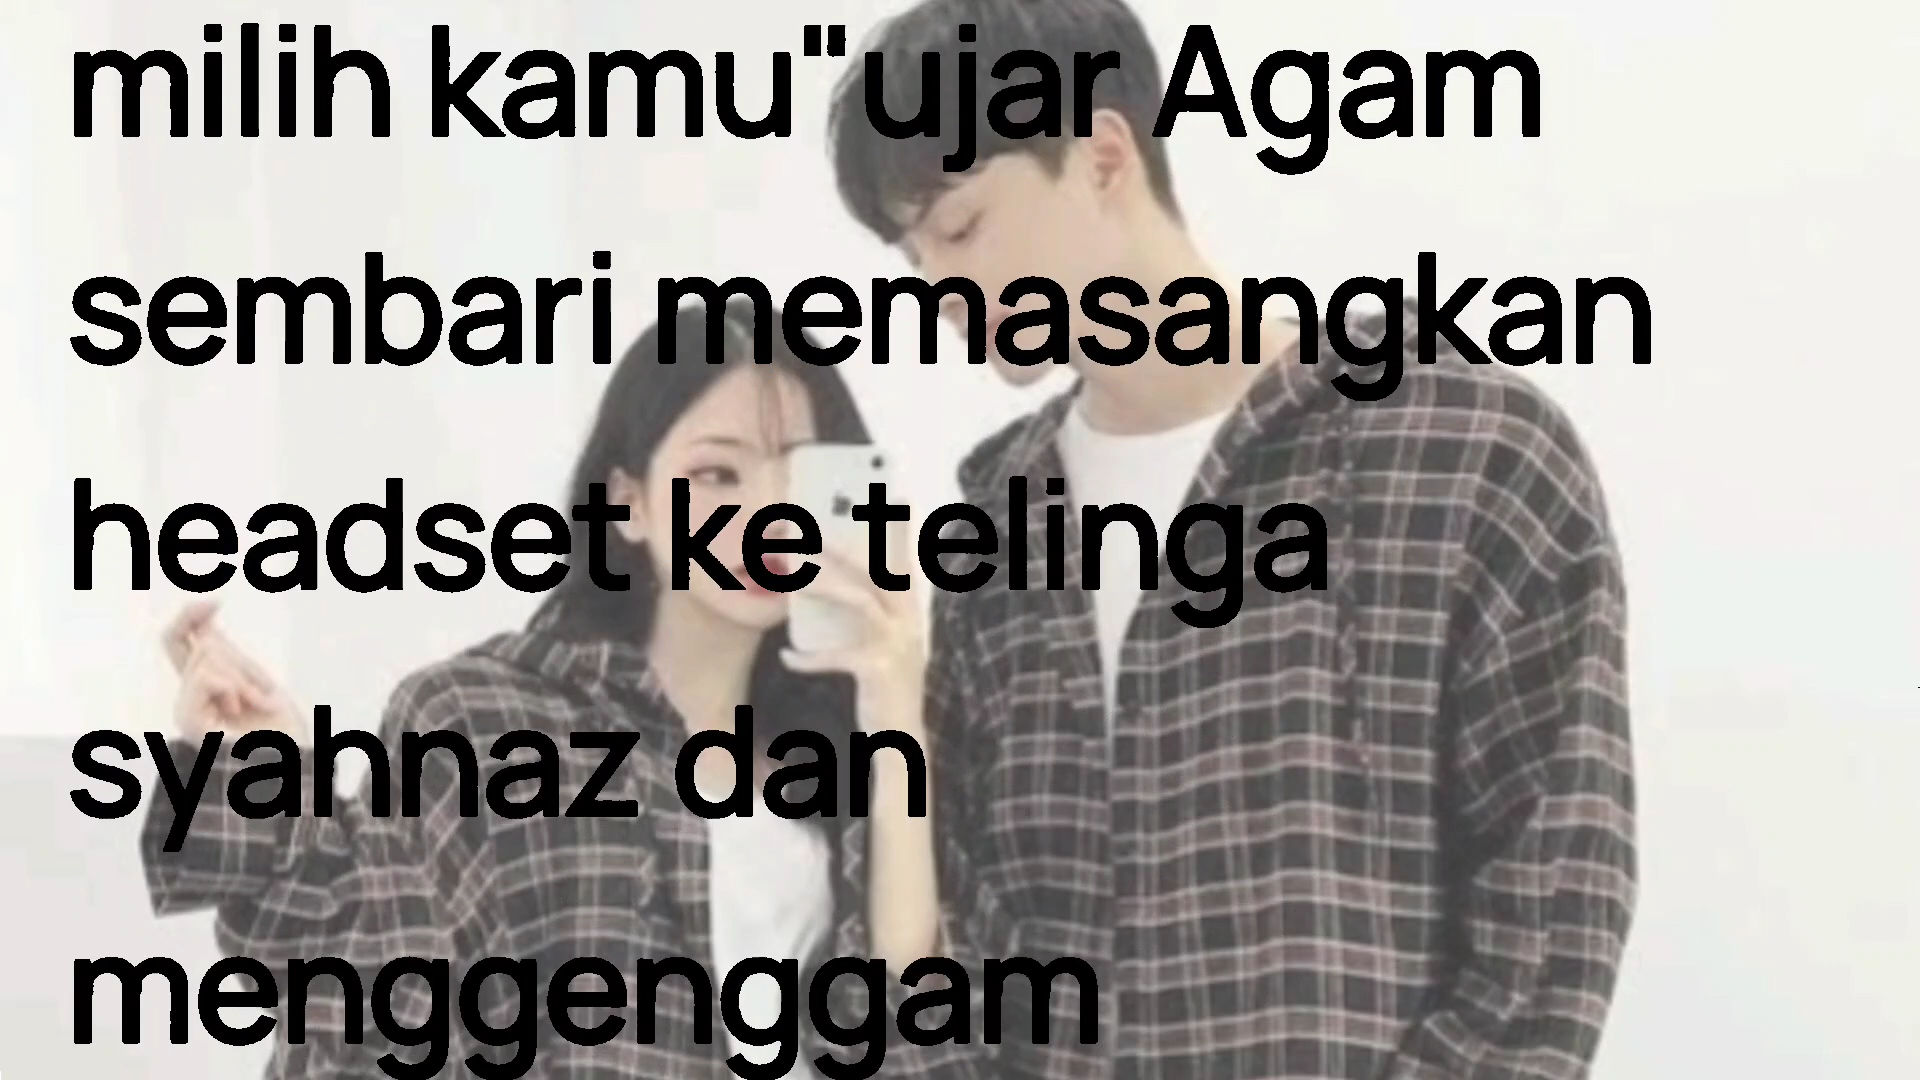 milih kamu"ujar Agam
sembari memasangkan
headset ke telinga
syahnaz dan
menggenggam